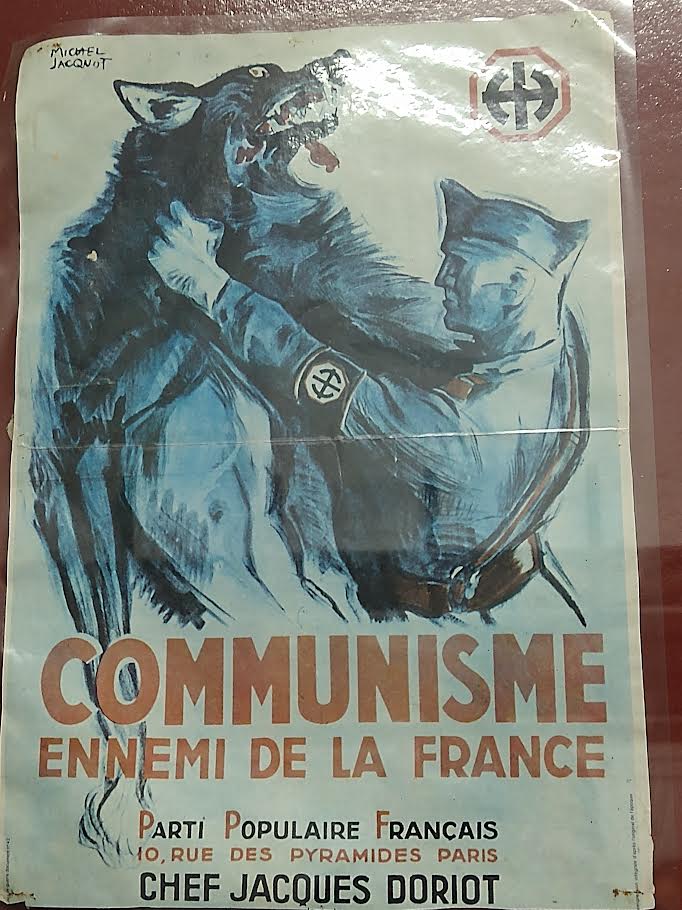 MICHEL
JACQUOT
COMMUNISME
ENNEMI DE LA FRANCE
PARTI POPULAIRE FRANÇAIS
10, RUE DES PYRAMIDES PARIS
CHEF JACQUES DORIOT